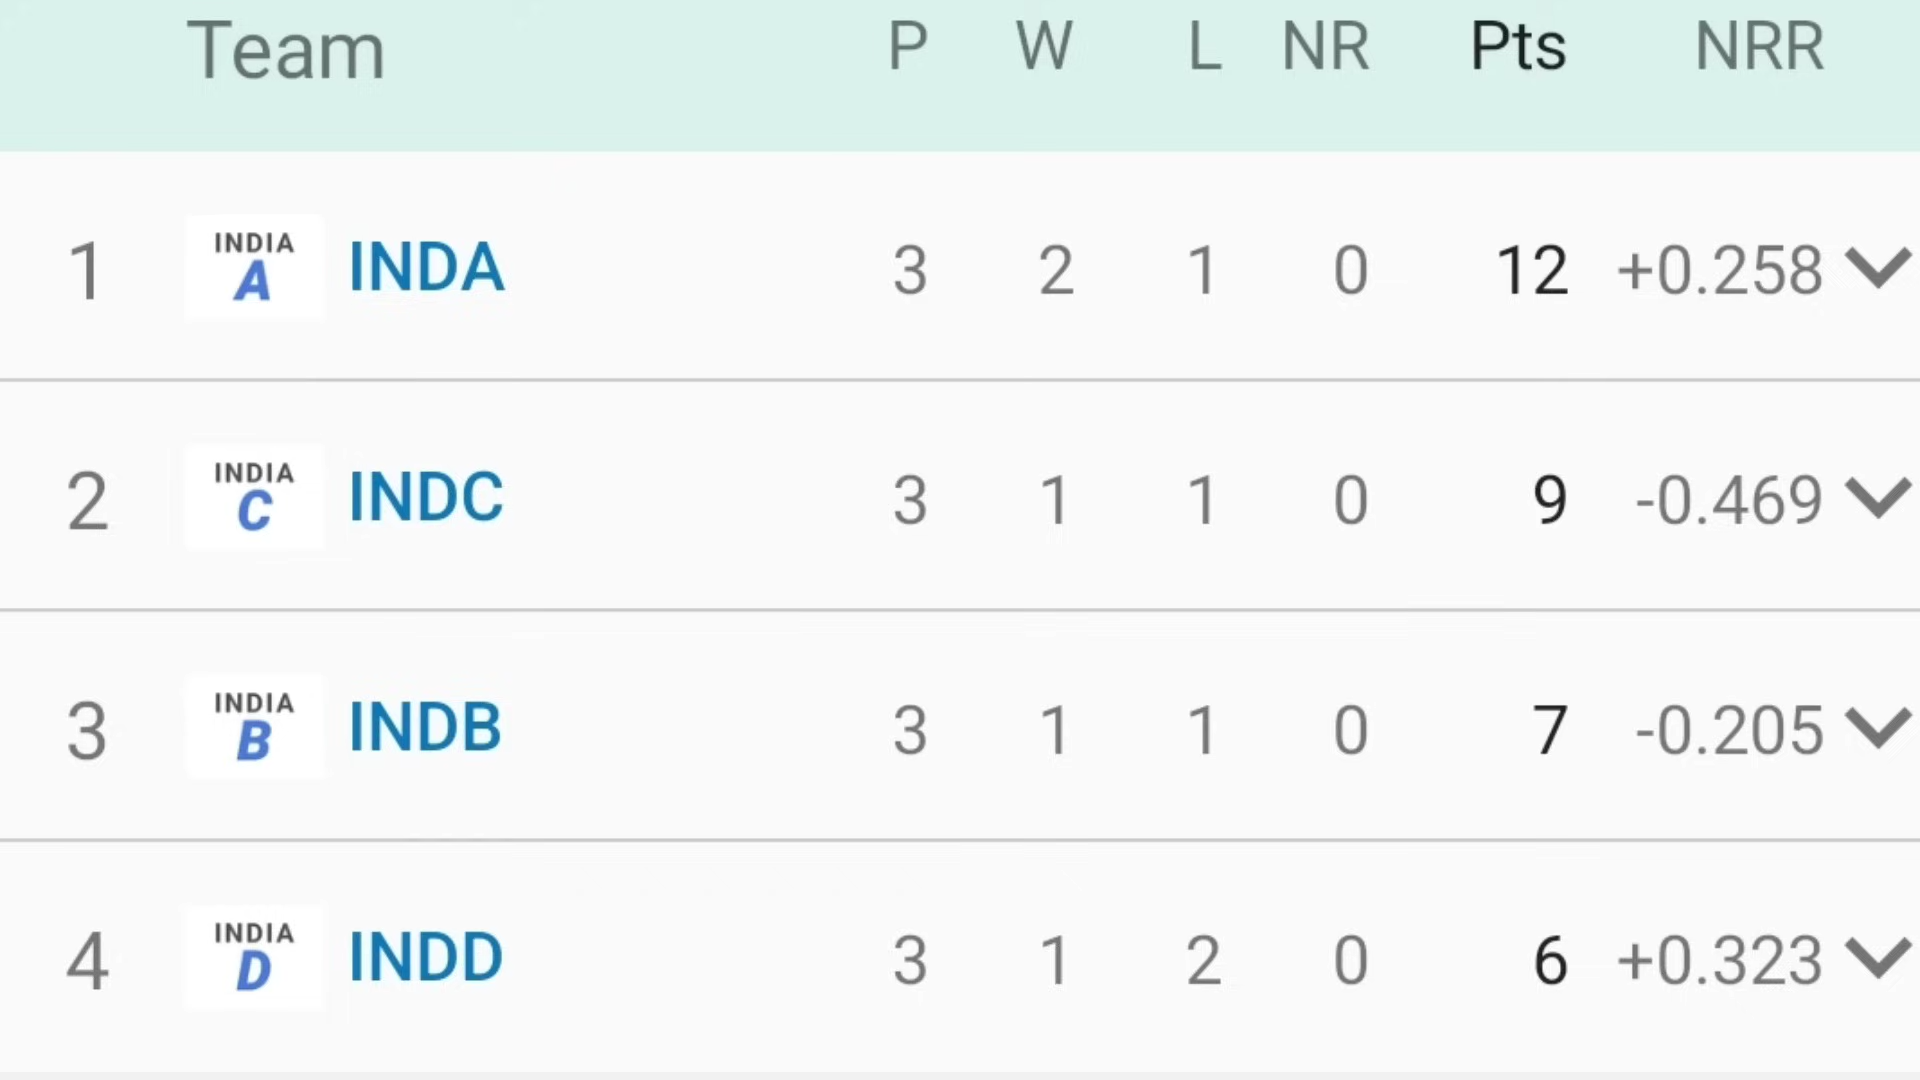 Team P W L NR Pts NRR
1 INDIA A INDA 3 2 1 0 12 +0.258
2 INDIA C INDC 3 1 1 0 9 -0.469
3 INDIA B INDB 3 1 1 0 7 -0.205
4 INDIA D INDD 3 1 2 0 6 +0.323